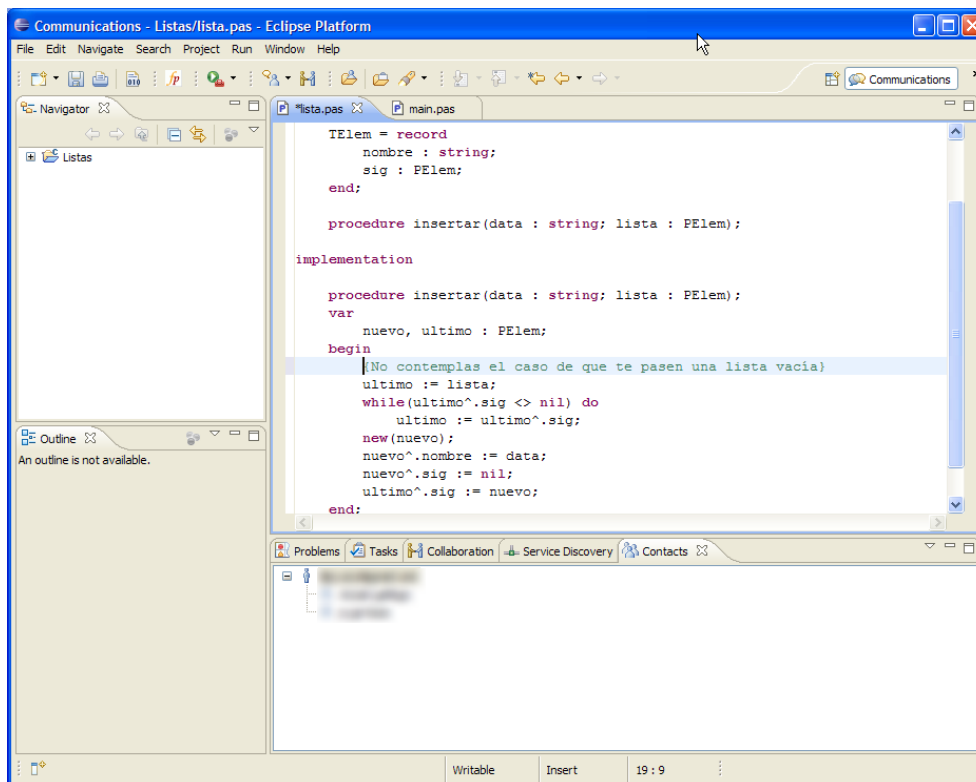 Communications - Listas/lista.pas - Eclipse Platform
File Edit Navigate Search Project Run Window Help
Communications
Navigator
Listas
*lista.pas
main.pas
TElem = record
nombre : string;
sig : PElem;
end;
procedure insertar(data : string; lista : PElem);
implementation
procedure insertar(data : string; lista : PElem);
var
nuevo, ultimo : PElem;
begin
{No contemplas el caso de que te pasen una lista vacía}
ultimo := lista;
while(ultimo^.sig <> nil) do
ultimo := ultimo^.sig;
new(nuevo);
nuevo^.nombre := data;
nuevo^.sig := nil;
ultimo^.sig := nuevo;
end;
Outline
An outline is not available.
Problems Tasks Collaboration Service Discovery Contacts
Writable Insert 19 : 9